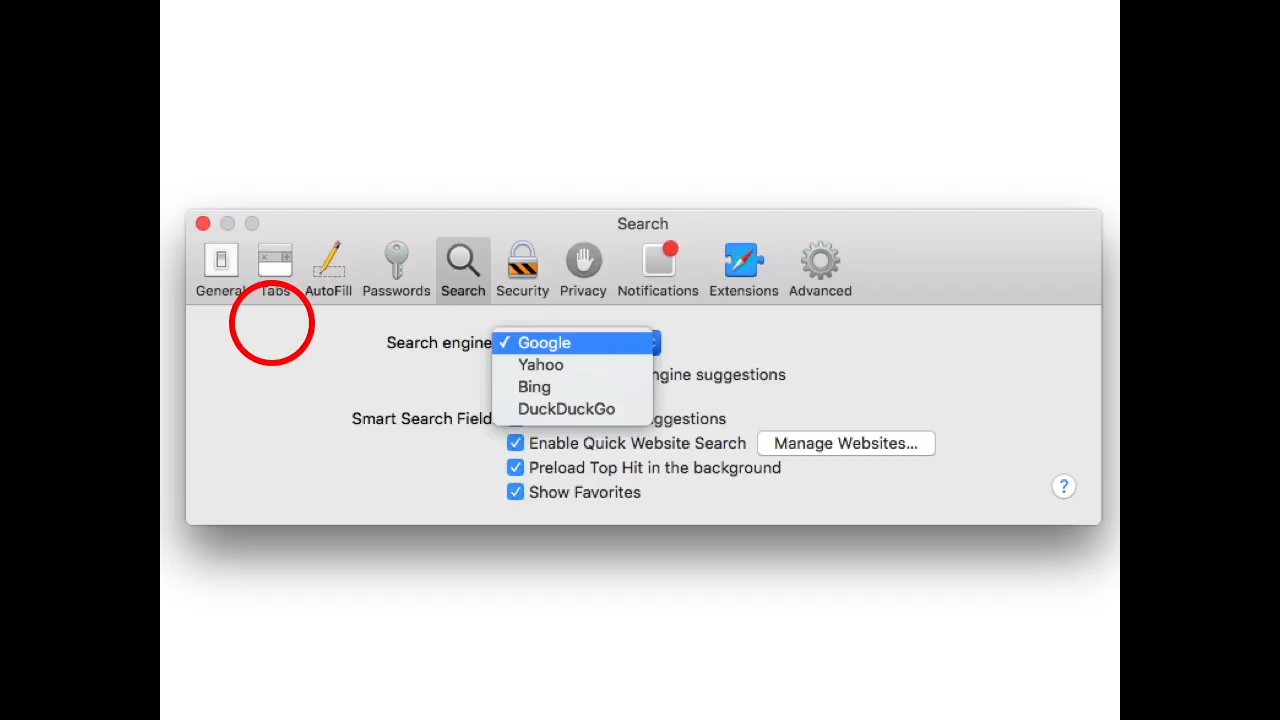 Search
General Tabs AutoFill Passwords Search Security Privacy Notifications Extensions Advanced
Search engine ✓ Google
Yahoo
ngine suggestions
Bing
DuckDuckGo
Smart Search Field ggestions
Enable Quick Website Search Manage Websites...
Preload Top Hit in the background
?
Show Favorites